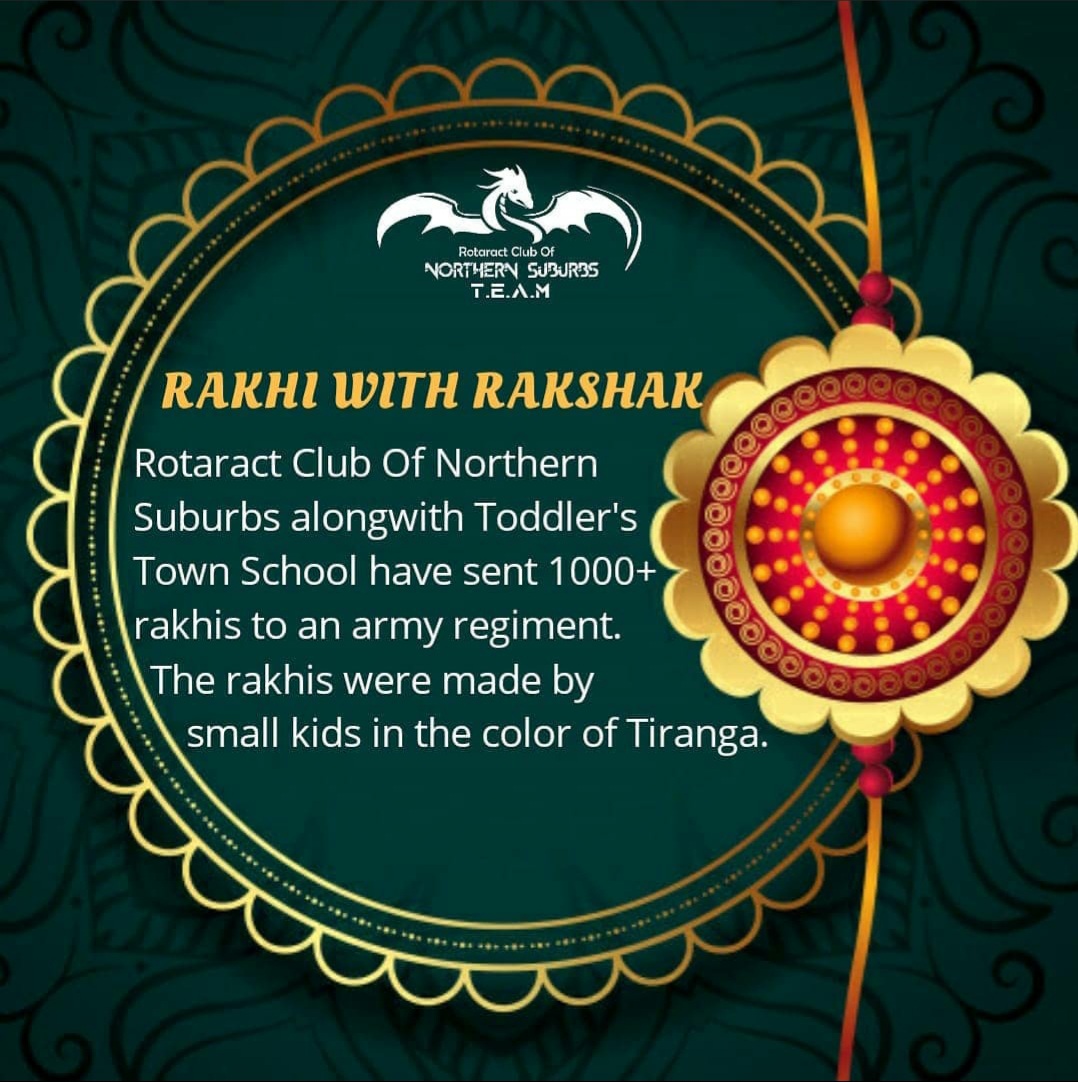 Rotaract Club Of
NORTHERN SUBURBS
T.E.A.M
RAKHI WITH RAKSHAK
Rotaract Club Of Northern
Suburbs alongwith Toddler's
Town School have sent 1000+
rakhis to an army regiment.
The rakhis were made by
small kids in the color of Tiranga.